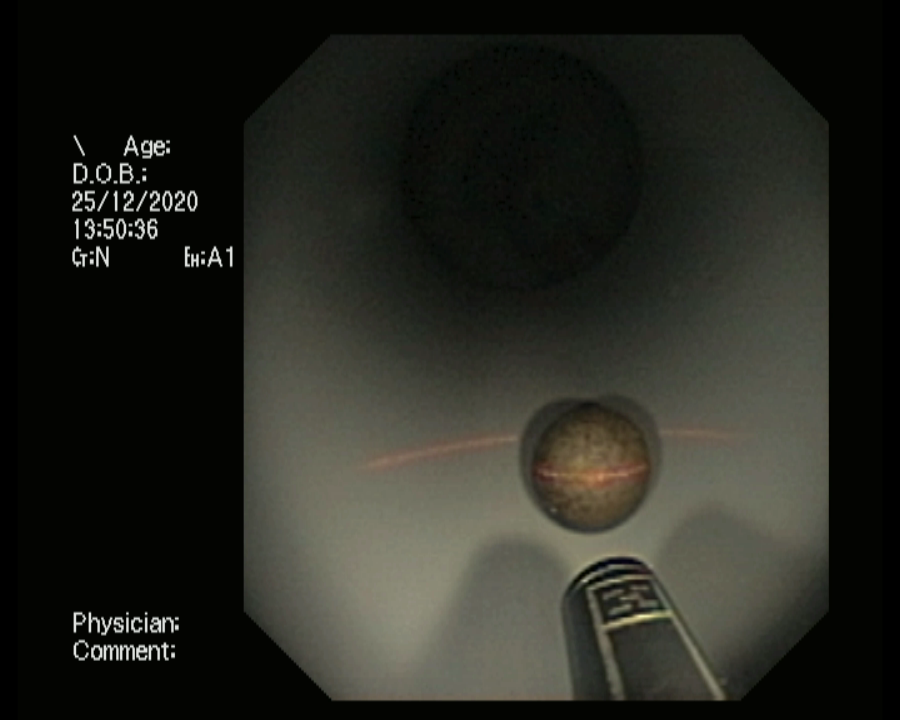 \ Age:
D.O.B.:
25/12/2020
13:50:36
Cr:N Eh:A1
Physician:
Comment: